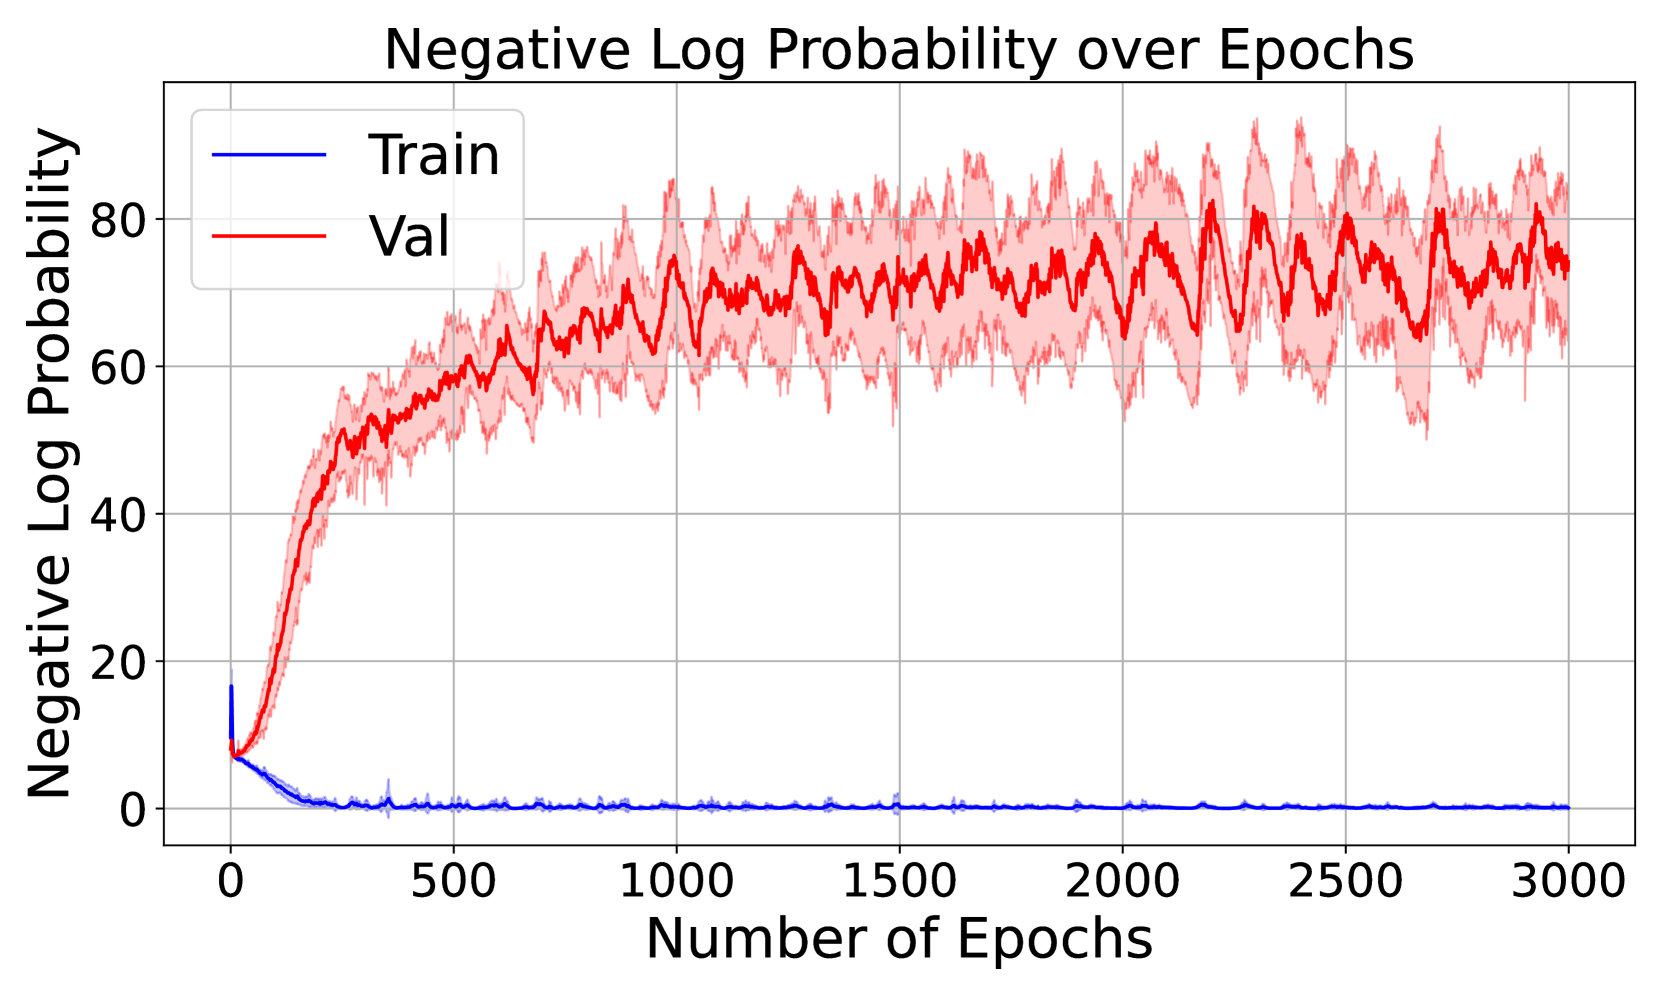 Negative Log Probability over Epochs
Train
Val
Negative Log Probability
80
60
40
20
0
0 500 1000 1500 2000 2500 3000
Number of Epochs